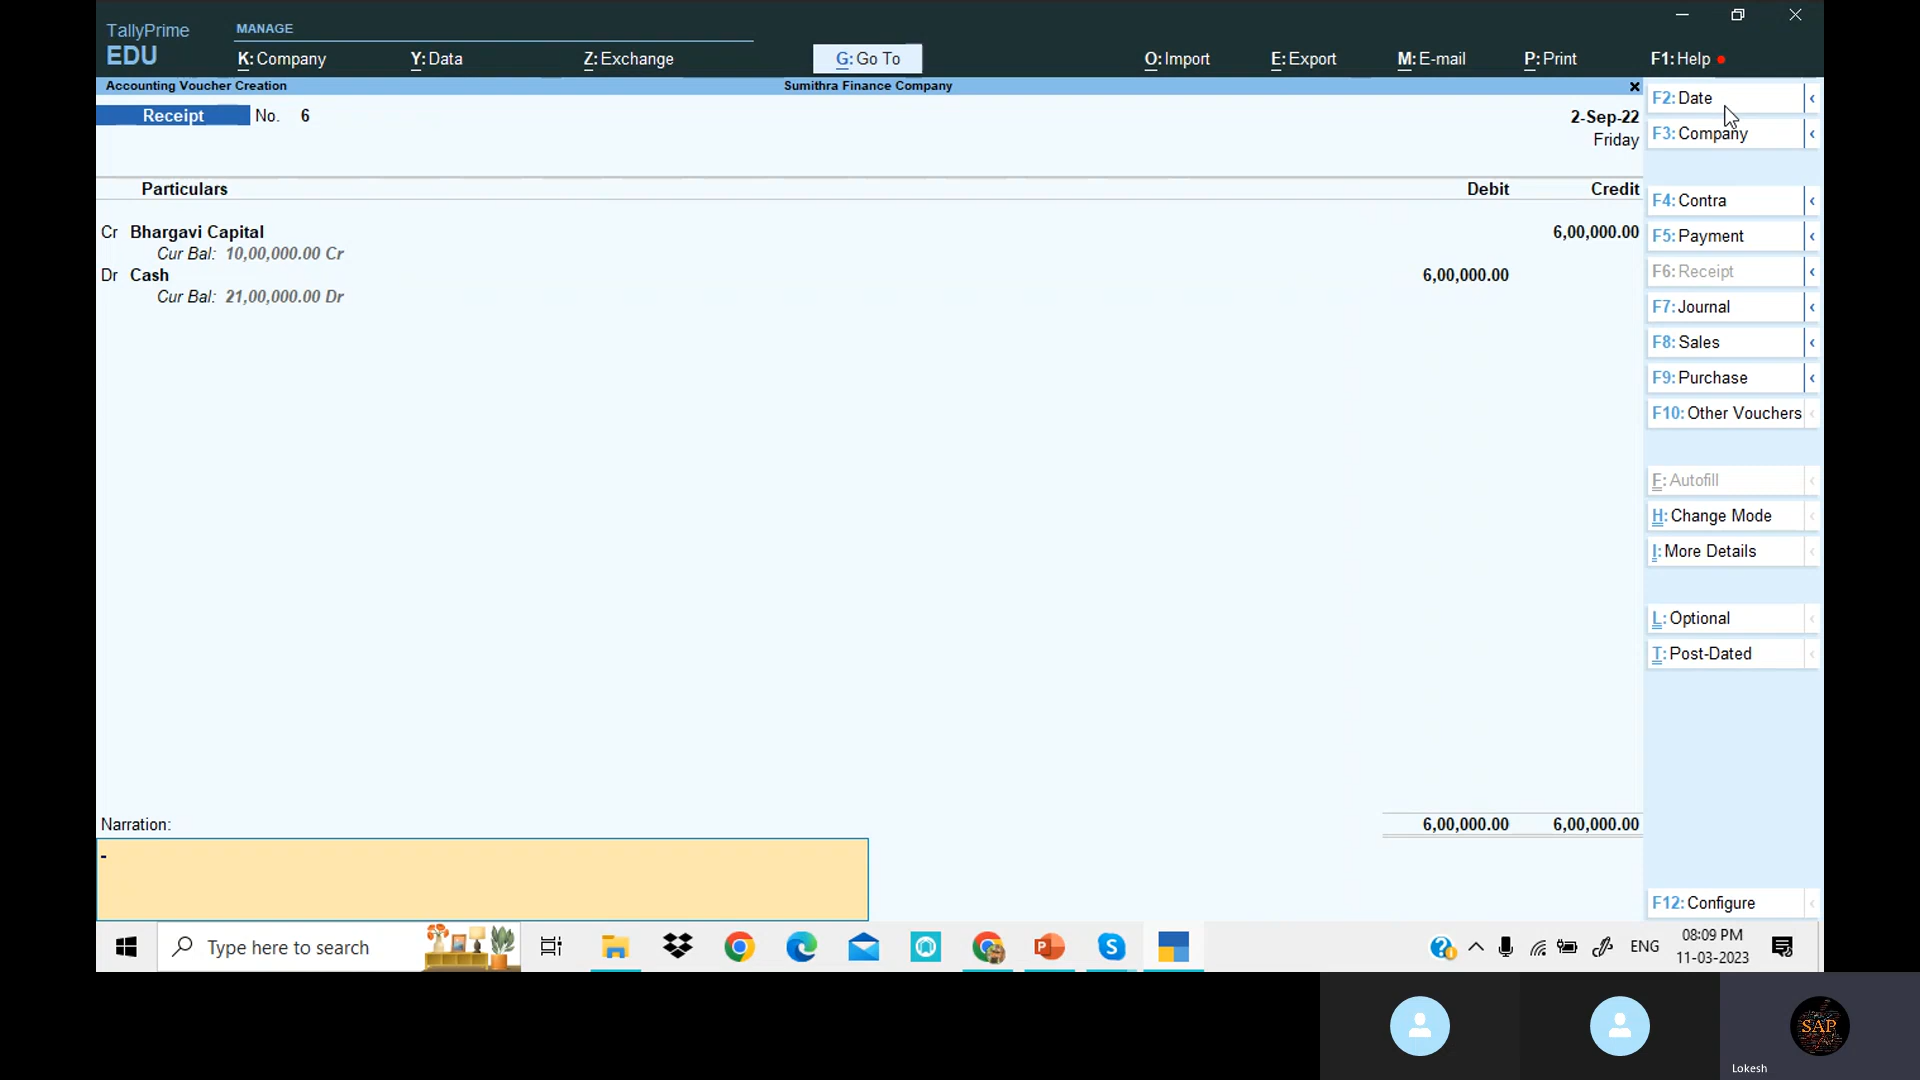 TallyPrime
EDU
MANAGE
K: Company
Y: Data
Z: Exchange
G: Go To
O: Import
E: Export
M: E-mail
P: Print
F1: Help
Accounting Voucher Creation
Sumithra Finance Company
Receipt No. 6
2-Sep-22
Friday
Particulars Debit Credit
Cr Bhargavi Capital 6,00,000.00
Cur Bal: 10,00,000.00 Cr
Dr Cash 6,00,000.00
Cur Bal: 21,00,000.00 Dr
Narration: 6,00,000.00 6,00,000.00
F2: Date
F3: Company
F4: Contra
F5: Payment
F6: Receipt
F7: Journal
F8: Sales
F9: Purchase
F10: Other Vouchers
F: Autofill
H: Change Mode
I: More Details
L: Optional
T: Post-Dated
F12: Configure
Type here to search
ENG
08:09 PM
11-03-2023
SAP
Lokesh